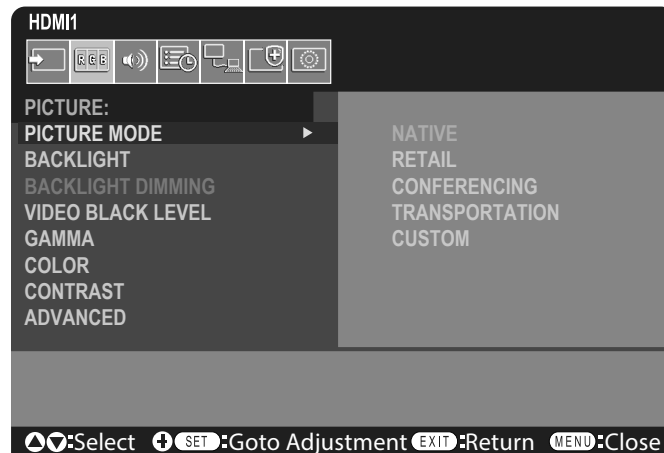 HDMI1
RGB
PICTURE:
PICTURE MODE
BACKLIGHT
BACKLIGHT DIMMING
VIDEO BLACK LEVEL
GAMMA
COLOR
CONTRAST
ADVANCED
NATIVE
RETAIL
CONFERENCING
TRANSPORTATION
CUSTOM
:Select SET:Goto Adjustment EXIT:Return MENU:Close